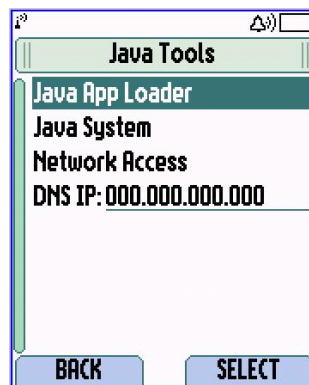 Java Tools
Java App Loader
Java System
Network Access
DNS IP: 000.000.000.000
BACK SELECT